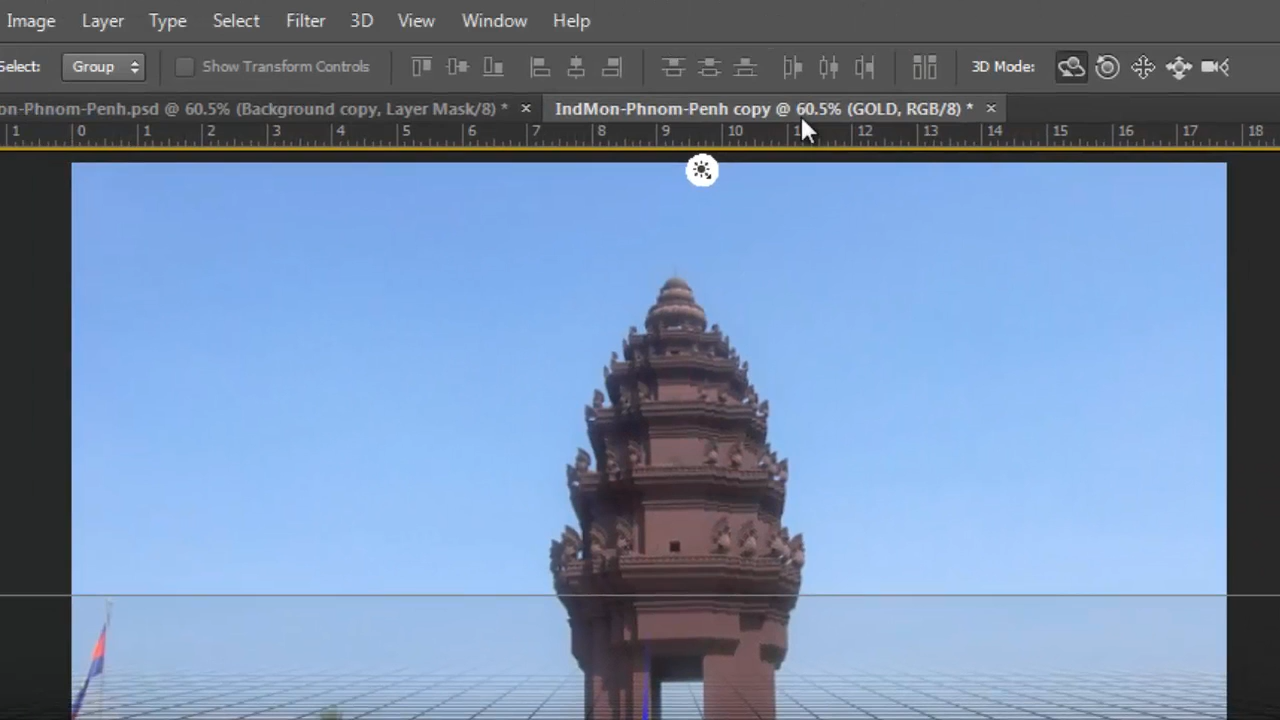 Image Layer Type Select Filter 3D View Window Help
Select: Group Show Transform Controls 3D Mode:
on-Phnom-Penh.psd @ 60.5% (Background copy, Layer Mask/8) * × IndMon-Phnom-Penh copy @ 60.5% (GOLD, RGB/8) * ×
1 0 1 2 3 4 5 6 7 8 9 10 11 12 13 14 15 16 17 18